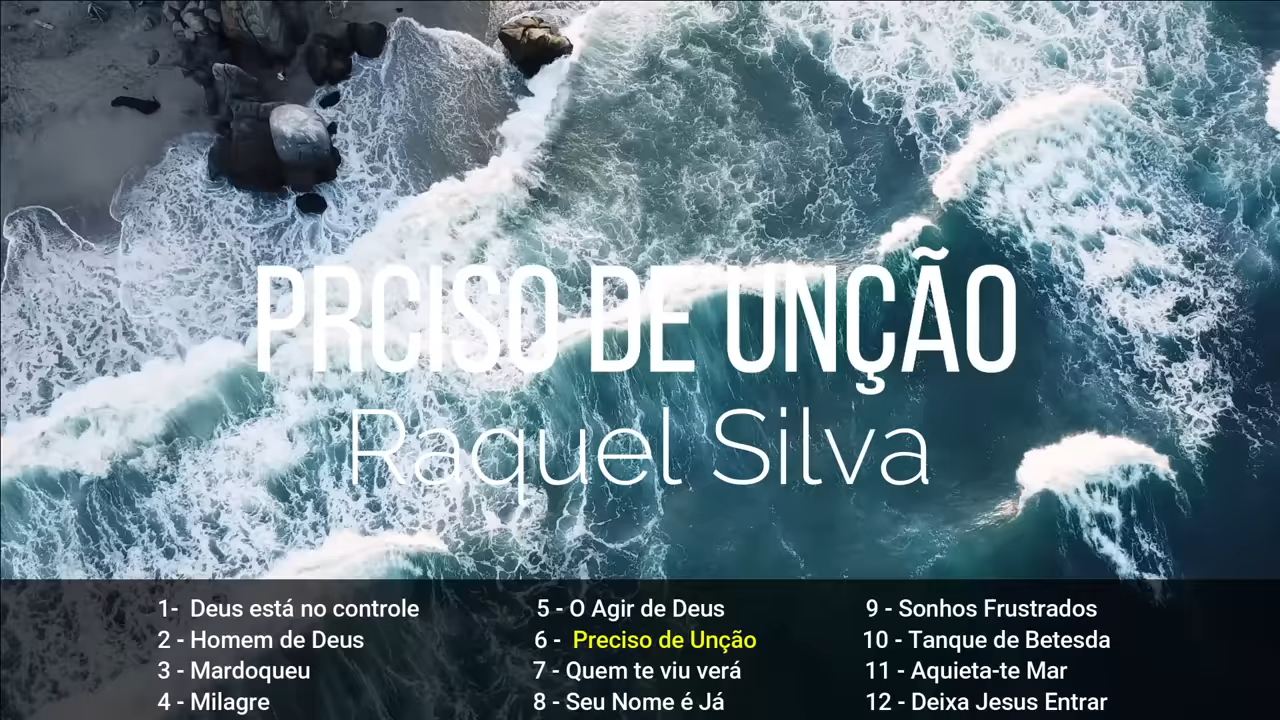 PRCISO DE UNÇÃO
Raquel Silva
1- Deus está no controle
2 - Homem de Deus
3 - Mardoqueu
4 - Milagre
5 - O Agir de Deus
6 - Preciso de Unção
7 - Quem te viu verá
8 - Seu Nome é Já
9 - Sonhos Frustrados
10 - Tanque de Betesda
11 - Aquieta-te Mar
12 - Deixa Jesus Entrar